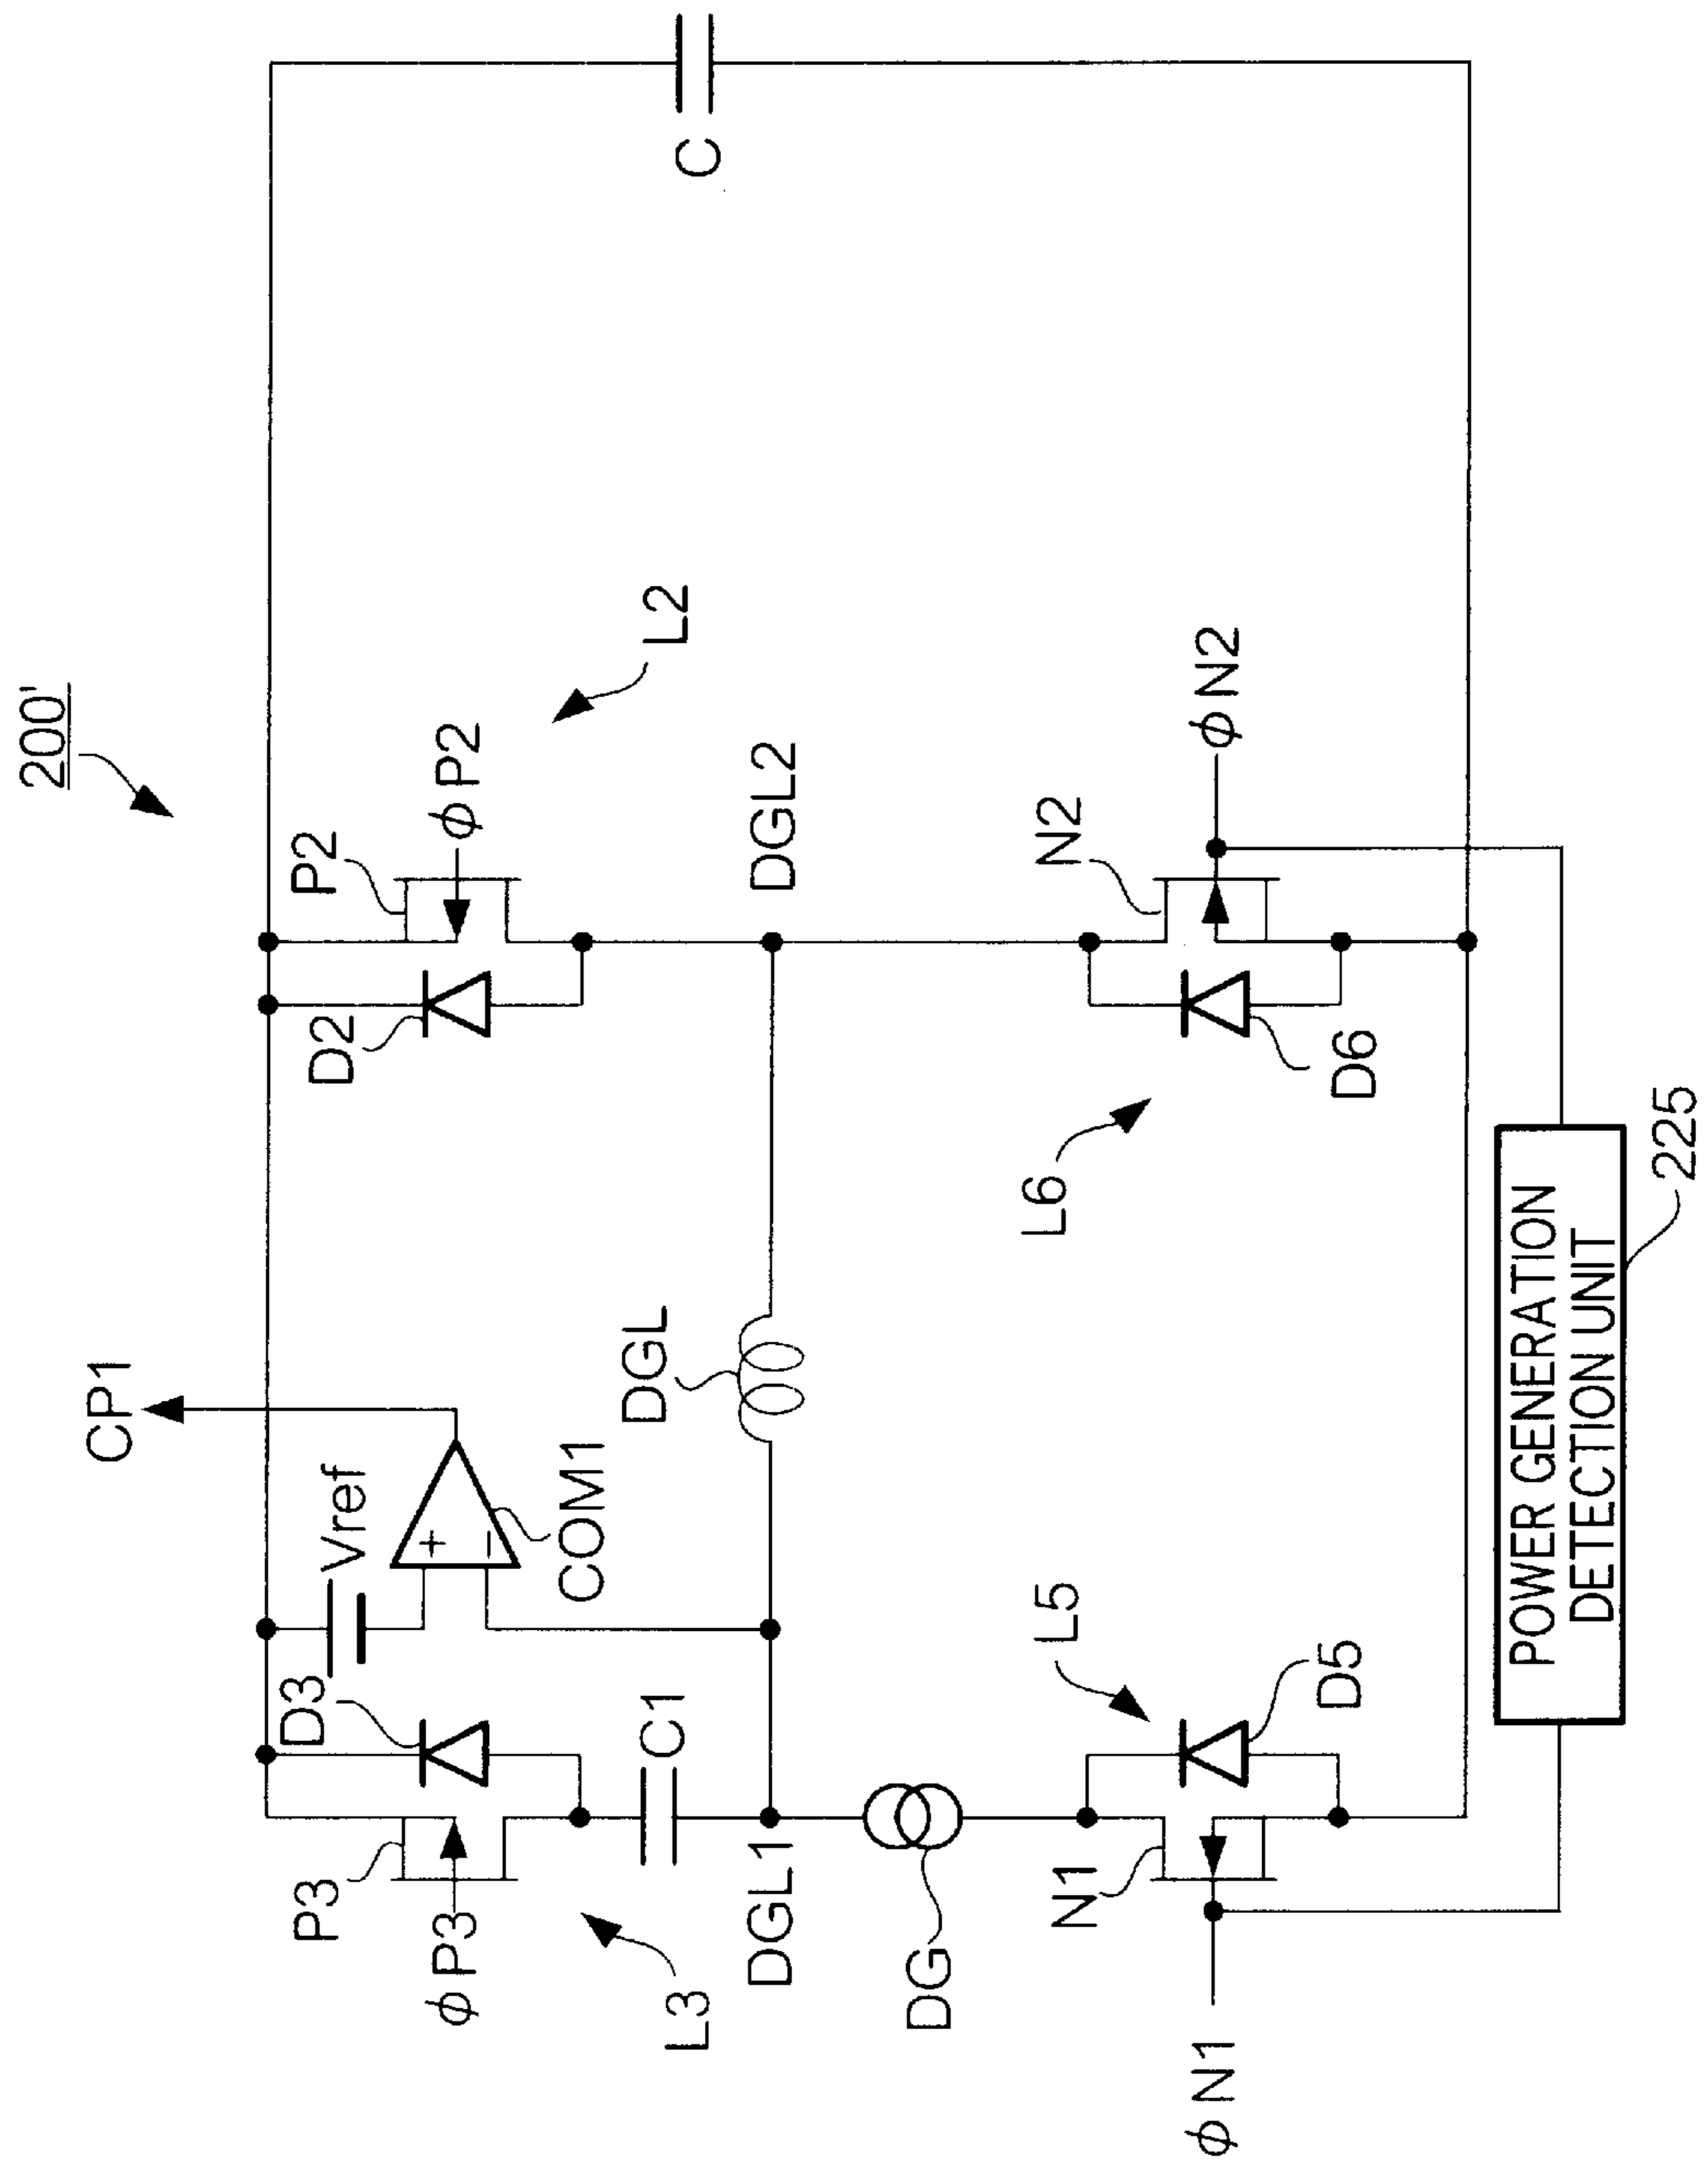 200'
CP1
P3
φP3
D3
Vref
+
−
COM1
L3
C1
D2
P2
φP2
L2
C
DGL1
DGL
DGL2
DG
L5
L6
N1
φN1
D5
D6
N2
φN2
POWER GENERATION
DETECTION UNIT
225